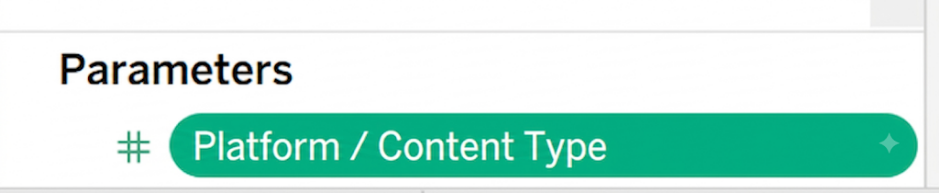 Parameters
# Platform / Content Type